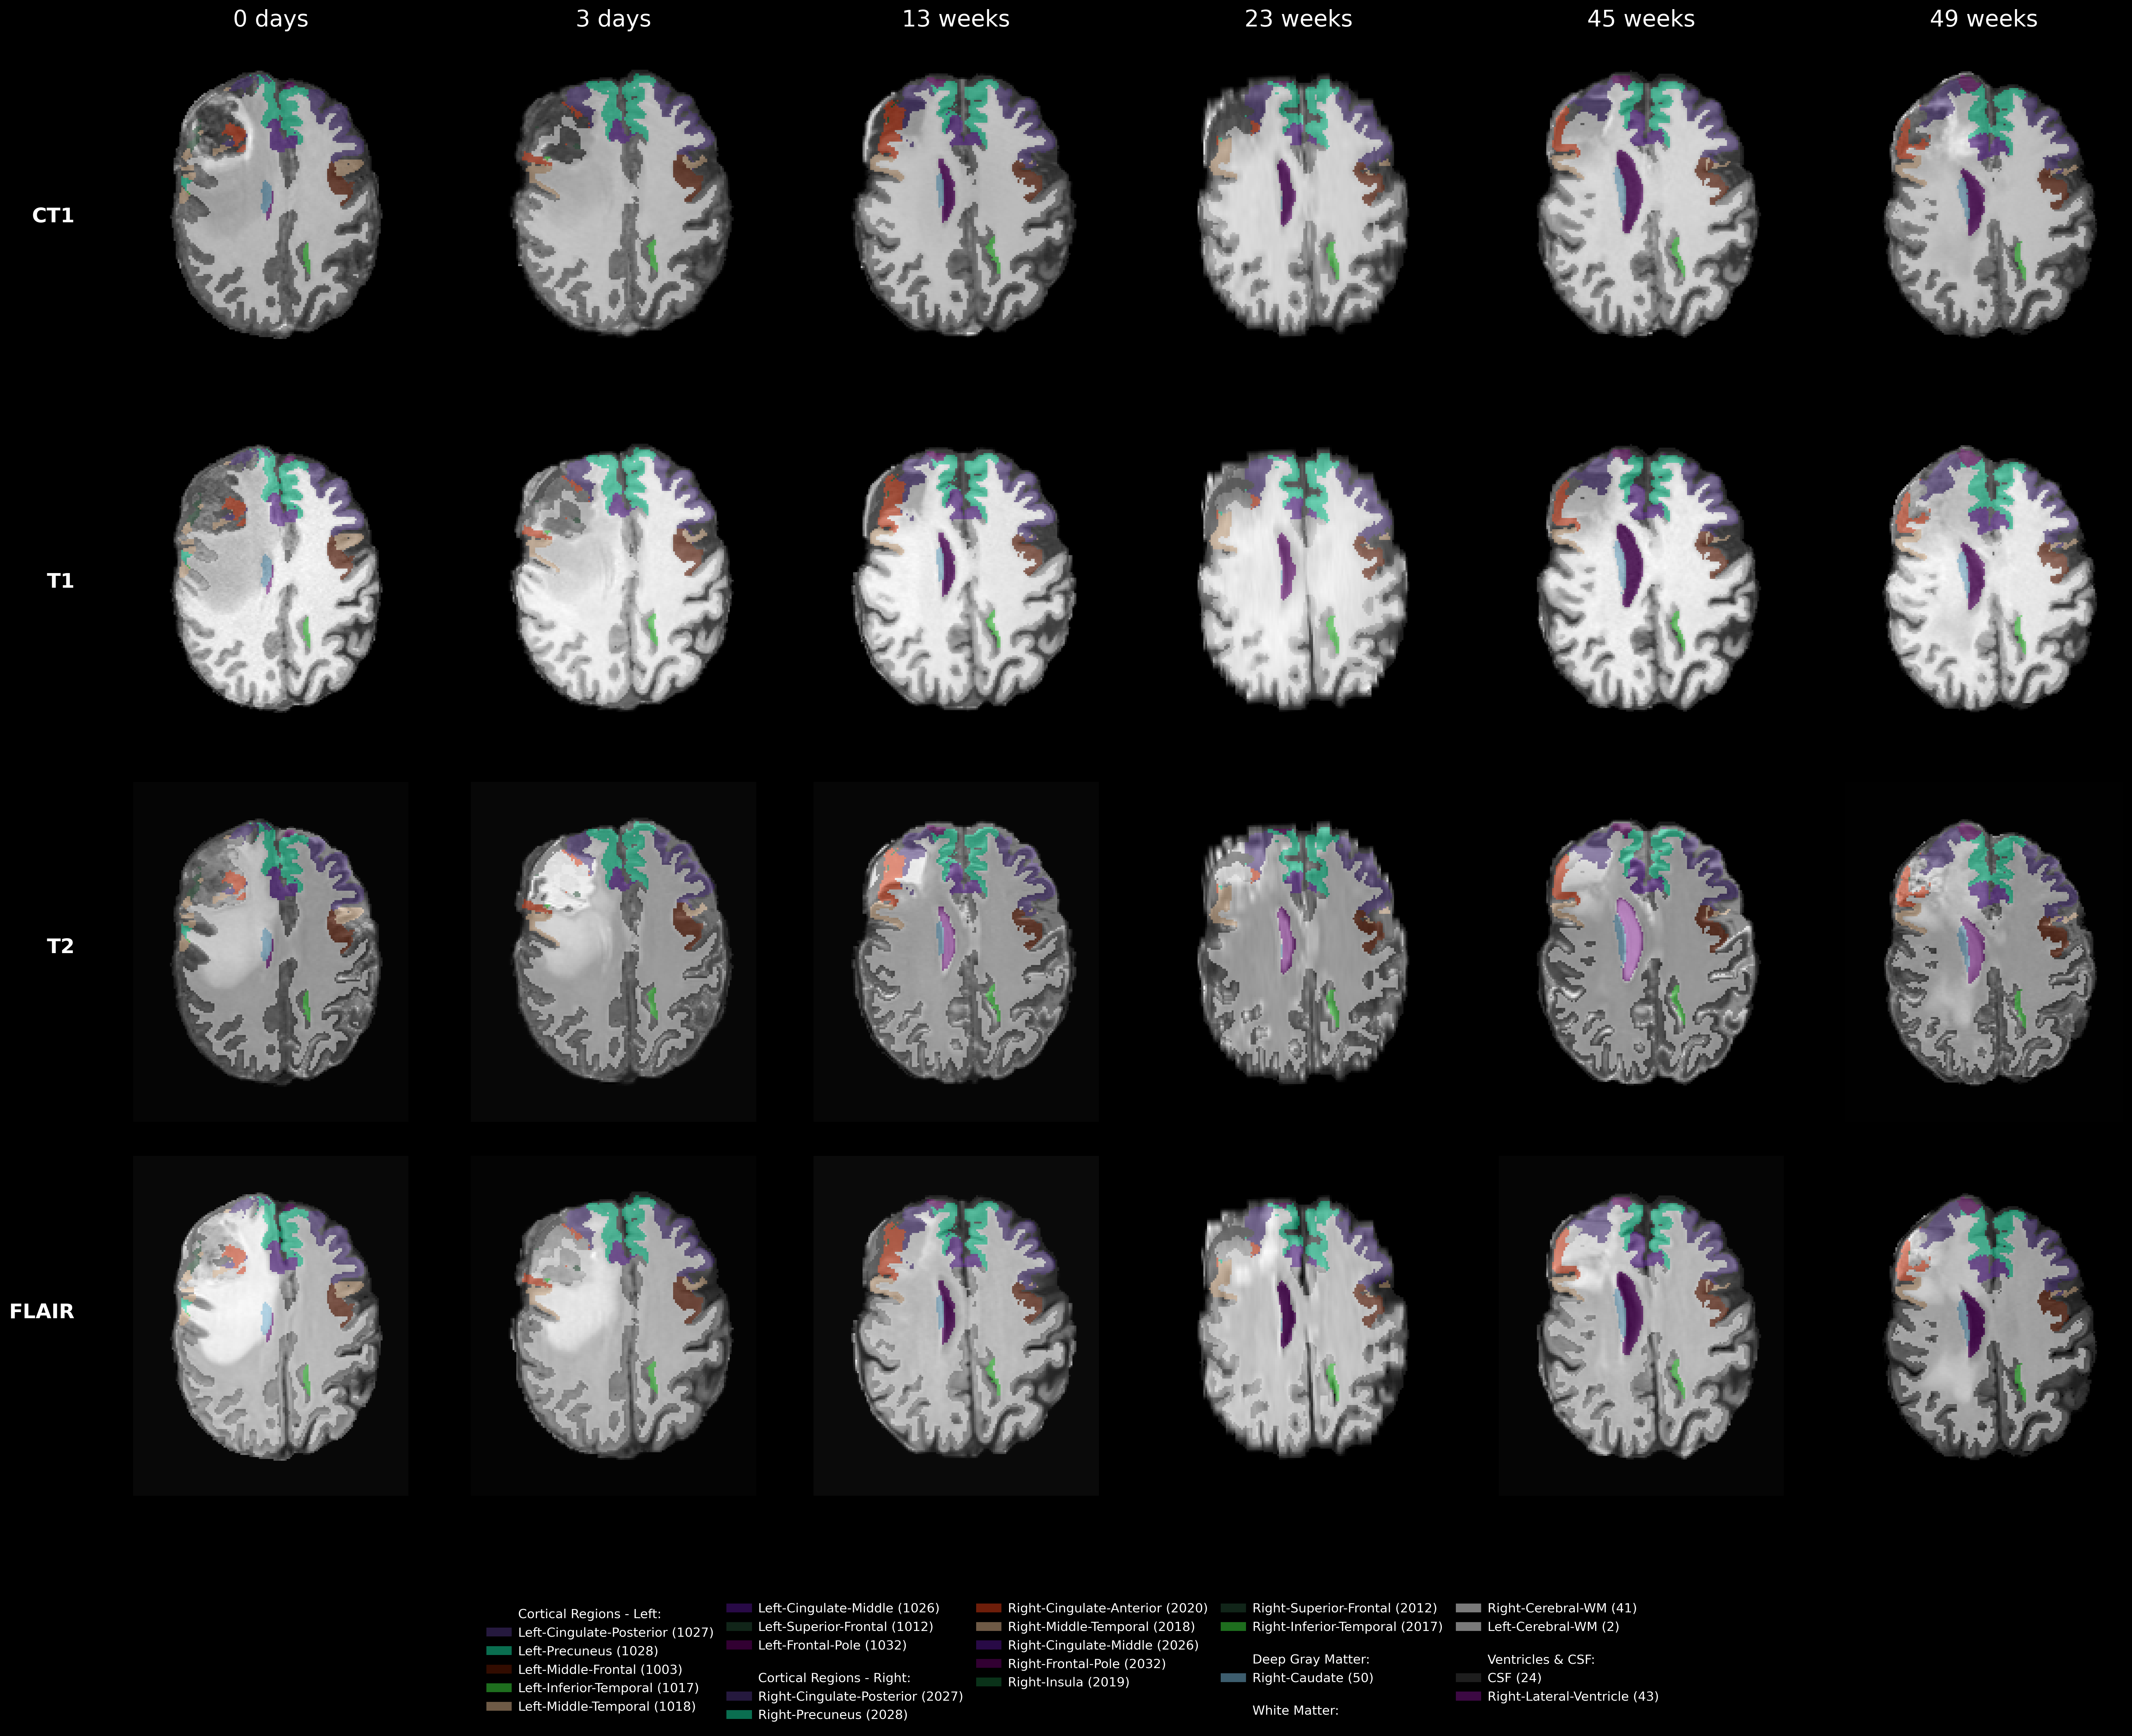 0 days 3 days 13 weeks 23 weeks 45 weeks 49 weeks
CT1
T1
T2
FLAIR
Cortical Regions - Left:
Left-Cingulate-Posterior (1027)
Left-Precuneus (1028)
Left-Middle-Frontal (1003)
Left-Inferior-Temporal (1017)
Left-Middle-Temporal (1018)
Left-Cingulate-Middle (1026)
Left-Superior-Frontal (1012)
Left-Frontal-Pole (1032)
Cortical Regions - Right:
Right-Cingulate-Posterior (2027)
Right-Precuneus (2028)
Right-Cingulate-Anterior (2020)
Right-Middle-Temporal (2018)
Right-Cingulate-Middle (2026)
Right-Frontal-Pole (2032)
Right-Insula (2019)
Right-Superior-Frontal (2012)
Right-Inferior-Temporal (2017)
Deep Gray Matter:
Right-Caudate (50)
White Matter:
Right-Cerebral-WM (41)
Left-Cerebral-WM (2)
Ventricles & CSF:
CSF (24)
Right-Lateral-Ventricle (43)